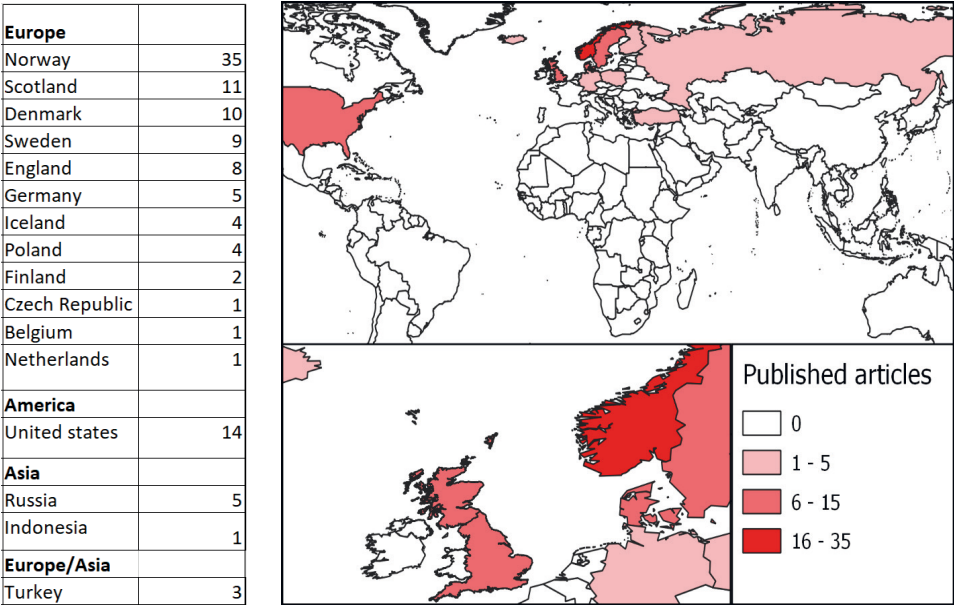 Europe
Norway 35
Scotland 11
Denmark 10
Sweden 9
England 8
Germany 5
Iceland 4
Poland 4
Finland 2
Czech Republic 1
Belgium 1
Netherlands 1
America
United states 14
Asia
Russia 5
Indonesia 1
Europe/Asia
Turkey 3
Published articles
0
1 - 5
6 - 15
16 - 35